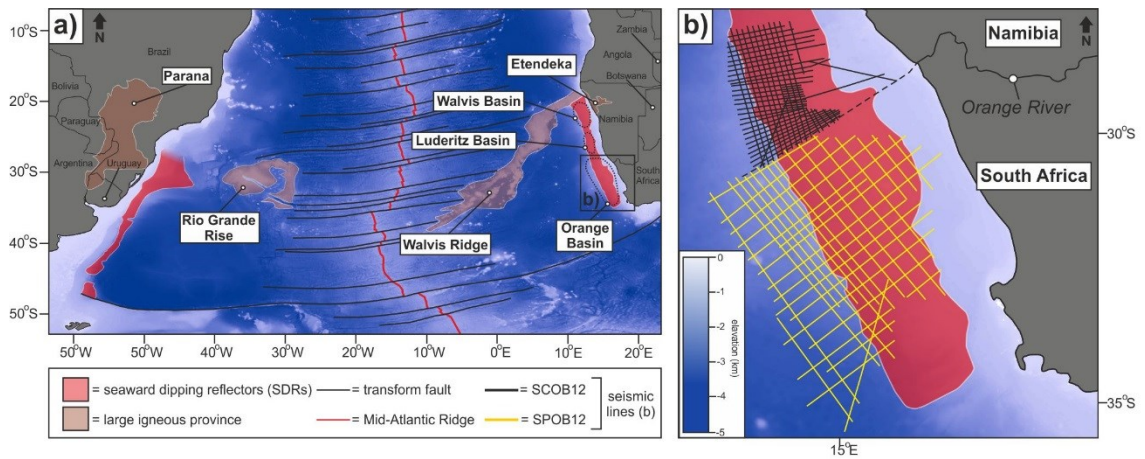 a)
N
Brazil
Parana
Bolivia
Paraguay
Argentina
Uruguay
Rio Grande
Rise
Walvis Ridge
Etendeka
Walvis Basin
Luderitz Basin
Orange
Basin
Zambia
Angola
Botswana
Namibia
South
Africa
b)
10°S
20°S
30°S
40°S
50°S
50°W
60°W
40°W
30°W
20°W
10°W
0°E
10°E
20°E
= seaward dipping reflectors (SDRs)
= transform fault
= SCOB12
= large igneous province
= Mid-Atlantic Ridge
= SPOB12
seismic
lines (b)
b)
N
Namibia
Orange River
South Africa
30°S
35°S
15°E
0
-1
-2
-3
-4
-5
elavation (km)